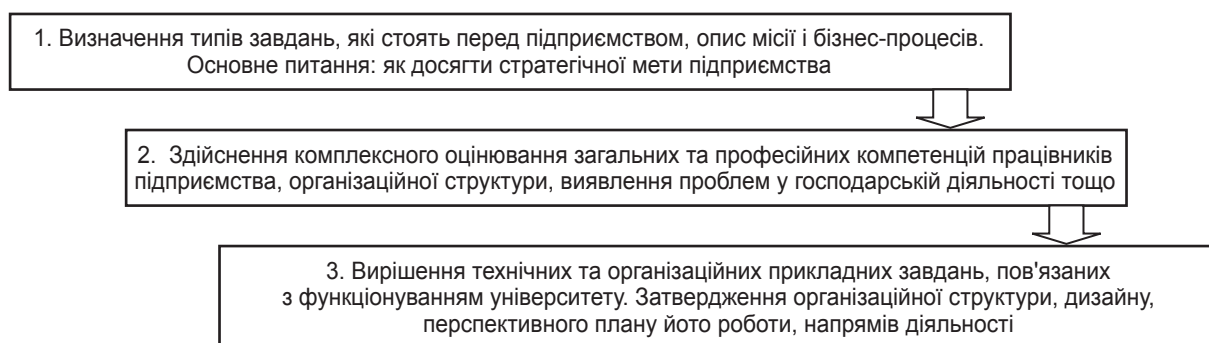 1. Визначення типів завдань, які стоять перед підприємством, опис місії і бізнес-процесів.
Основне питання: як досягти стратегічної мети підприємства
2. Здійснення комплексного оцінювання загальних та професійних компетенцій працівників
підприємства, організаційної структури, виявлення проблем у господарській діяльності тощо
3. Вирішення технічних та організаційних прикладних завдань, пов'язаних
з функціонуванням університету. Затвердження організаційної структури, дизайну,
перспективного плану йото роботи, напрямів діяльності